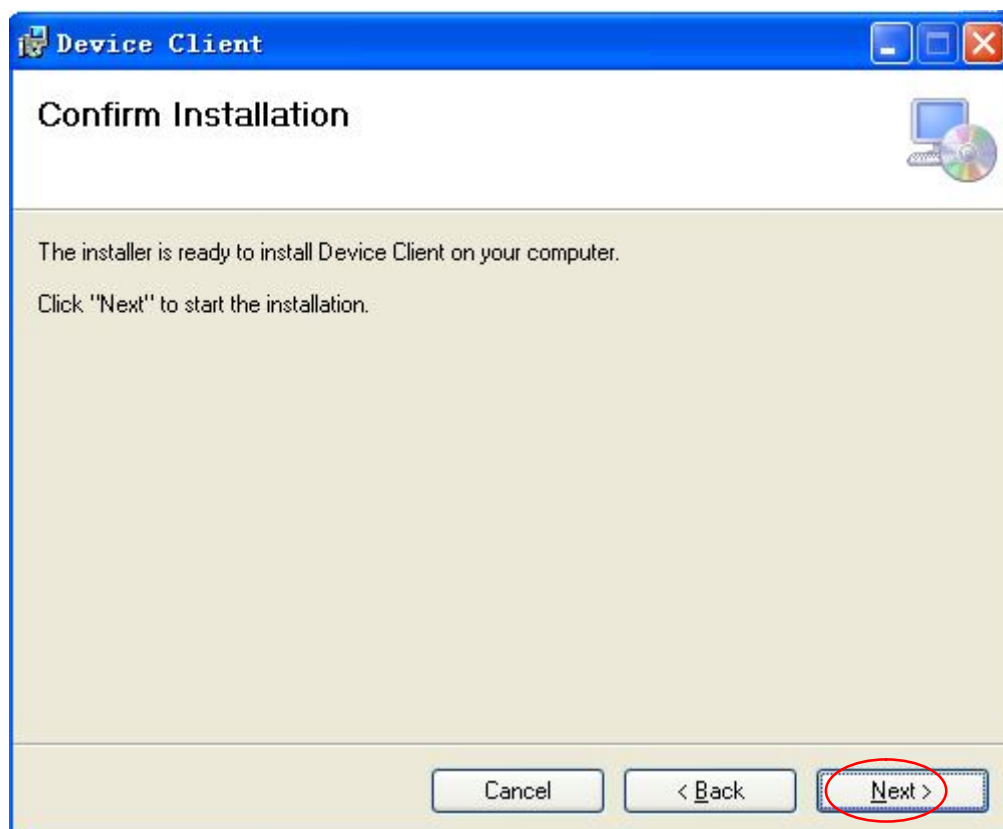 Device Client
Confirm Installation
The installer is ready to install Device Client on your computer.
Click "Next" to start the installation.
Cancel
< Back
Next >